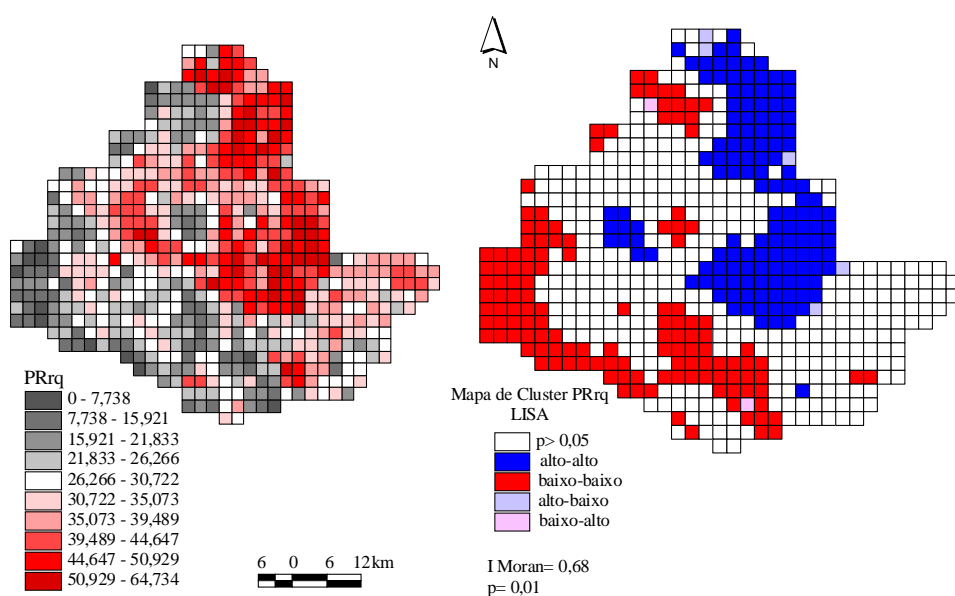 N
PRrq
0 - 7,738
7,738 - 15,921
15,921 - 21,833
21,833 - 26,266
26,266 - 30,722
30,722 - 35,073
35,073 - 39,489
39,489 - 44,647
44,647 - 50,929
50,929 - 64,734
6 0 6 12 km
Mapa de Cluster PRrq
LISA
p> 0,05
alto-alto
baixo-baixo
alto-baixo
baixo-alto
I Moran= 0,68
p= 0,01